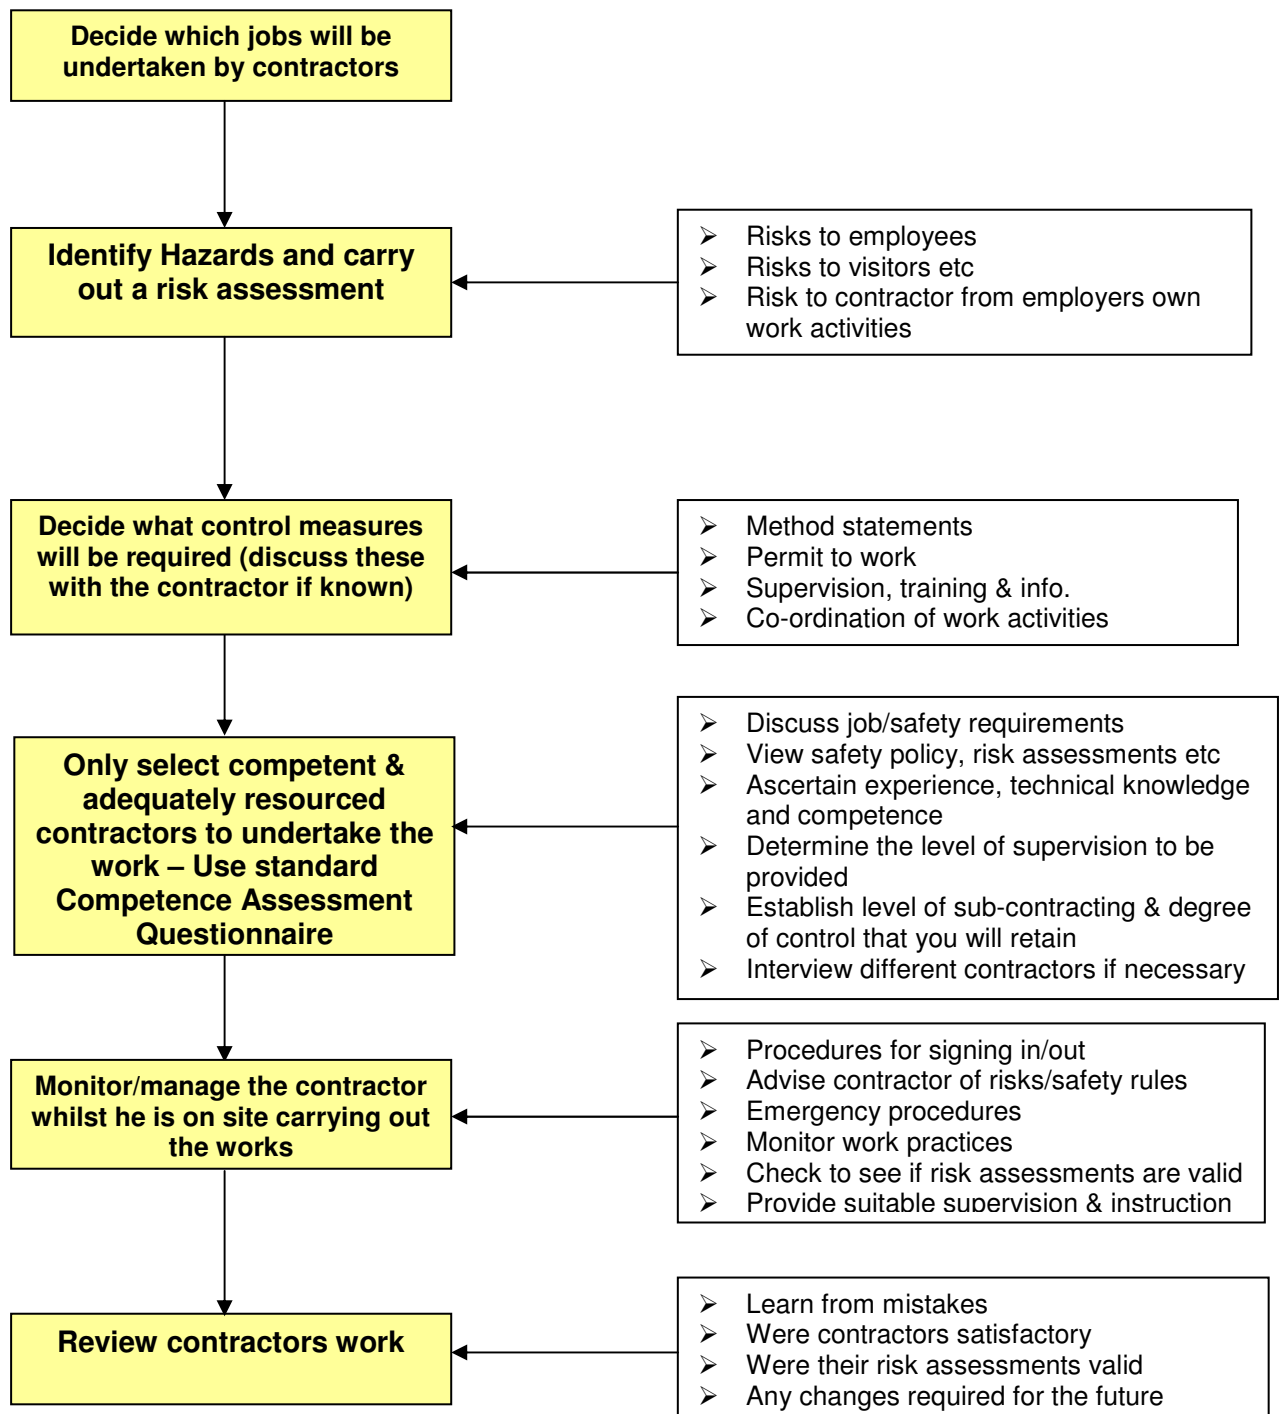 Decide which jobs will be
undertaken by contractors
Identify Hazards and carry
out a risk assessment
➢ Risks to employees
➢ Risks to visitors etc
➢ Risk to contractor from employers own
work activities
Decide what control measures
will be required (discuss these
with the contractor if known)
➢ Method statements
➢ Permit to work
➢ Supervision, training & info.
➢ Co-ordination of work activities
Only select competent &
adequately resourced
contractors to undertake the
work – Use standard
Competence Assessment
Questionnaire
➢ Discuss job/safety requirements
➢ View safety policy, risk assessments etc
➢ Ascertain experience, technical knowledge
and competence
➢ Determine the level of supervision to be
provided
➢ Establish level of sub-contracting & degree
of control that you will retain
➢ Interview different contractors if necessary
Monitor/manage the contractor
whilst he is on site carrying out
the works
➢ Procedures for signing in/out
➢ Advise contractor of risks/safety rules
➢ Emergency procedures
➢ Monitor work practices
➢ Check to see if risk assessments are valid
➢ Provide suitable supervision & instruction
Review contractors work
➢ Learn from mistakes
➢ Were contractors satisfactory
➢ Were their risk assessments valid
➢ Any changes required for the future